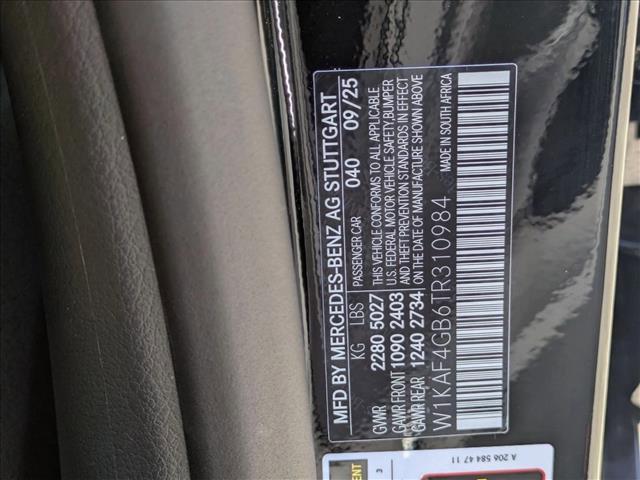 MFD BY MERCEDES-BENZ AG STUTTGART
KG LBS PASSENGER CAR 040 09/25
GVWR 2280 5027
GAWR FRONT 1090 2403
GAWR REAR 1240 2734
THIS VEHICLE CONFORMS TO ALL APPLICABLE
U.S. FEDERAL MOTOR VEHICLE SAFETY,BUMPER
AND THEFT PREVENTION STANDARDS IN EFFECT
ON THE DATE OF MANUFACTURE SHOWN ABOVE
W1KAF4GB6TR310984
MADE IN SOUTH AFRICA
A 206 584 47 11
3